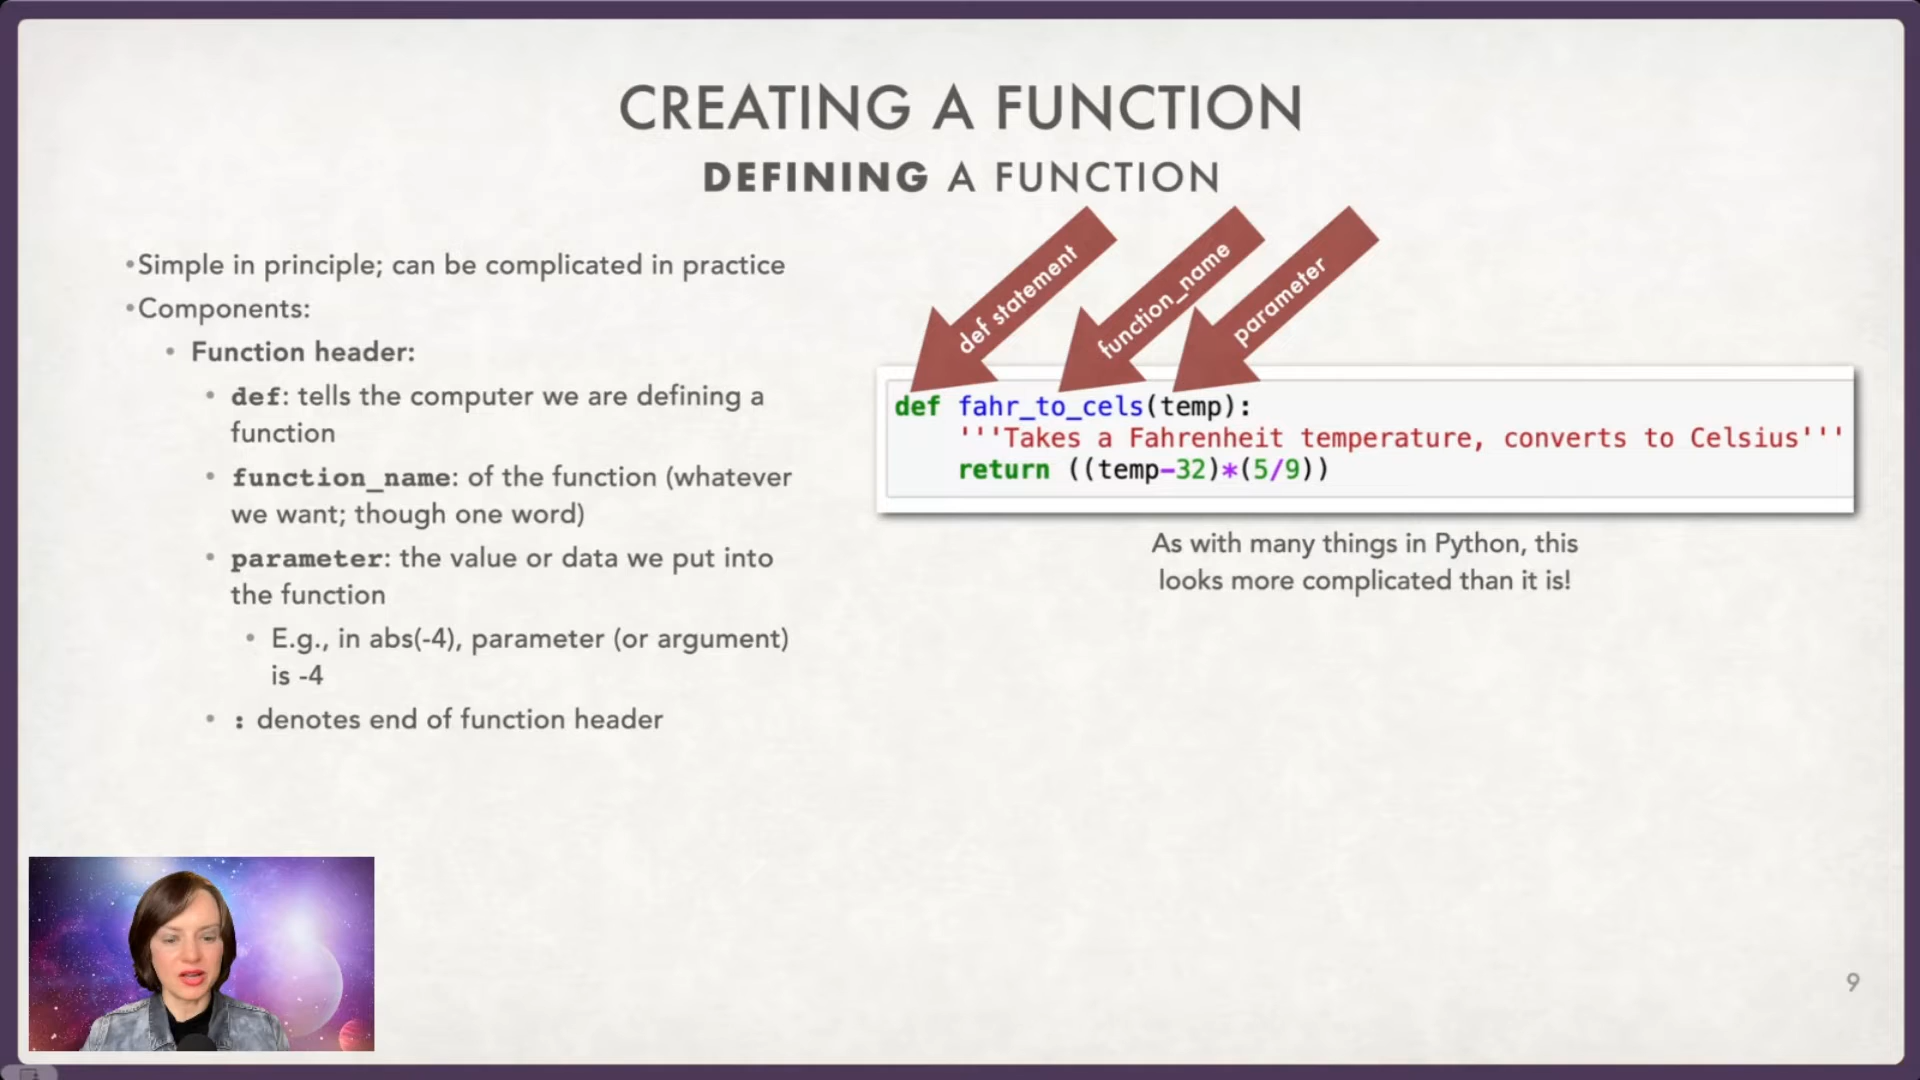 CREATING A FUNCTION
DEFINING A FUNCTION
•Simple in principle; can be complicated in practice
•Components:
• Function header:
• def: tells the computer we are defining a
function
• function_name: of the function (whatever
we want; though one word)
• parameter: the value or data we put into
the function
• E.g., in abs(-4), parameter (or argument)
is -4
• : denotes end of function header
def statement
function_name
parameter
def fahr_to_cels(temp):
'''Takes a Fahrenheit temperature, converts to Celsius'''
return ((temp-32)*(5/9))
As with many things in Python, this
looks more complicated than it is!
9